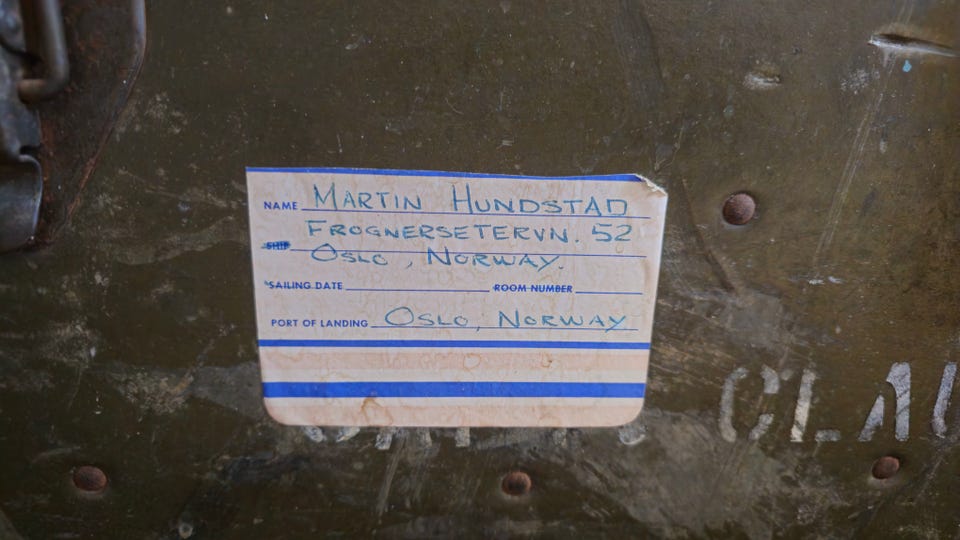 NAME MARTIN HUNDSTAD
FROGNERSETERVN. 52
SHIP OSLO, NORWAY.
SAILING DATE ROOM NUMBER
PORT OF LANDING OSLO, NORWAY